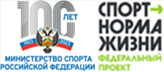 100 ЛЕТ
МИНИСТЕРСТВО СПОРТА
РОССИЙСКОЙ ФЕДЕРАЦИИ
СПОРТ
НОРМА
ЖИЗНИ
ФЕДЕРАЛЬНЫЙ
ПРОЕКТ